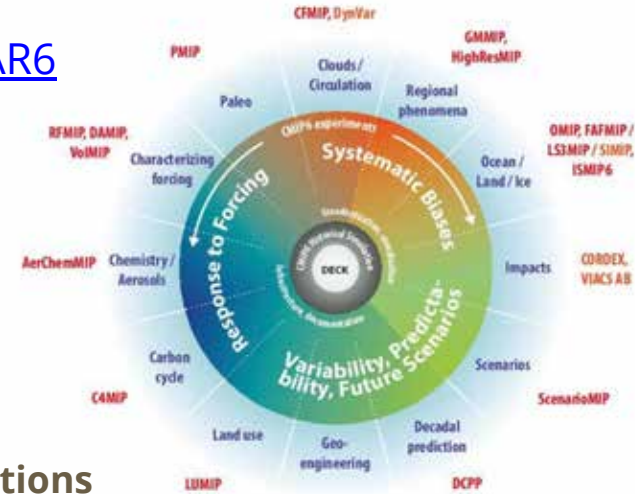 AR6
CFMIP, DynVar
GMMIP,
HighResMIP
PMIP
Clouds /
Circulation
Regional
phenomena
Paleo
RFMIP, DAMIP,
VolMIP
Characterizing
forcing
CMIP6 experiments
Systematic Biases
Ocean /
Land / Ice
OMIP, FAFMIP /
LS3MIP / SIMIP,
ISMIP6
Response to Forcing
DECK
AerChemMIP
Chemistry /
Aerosols
Impacts
CORDEX,
VIACS AB
Variability, Predicta-
bility, Future Scenarios
Carbon
cycle
Scenarios
C4MIP
ScenarioMIP
Land use
Geo-
engineering
Decadal
prediction
LUMIP
DCPP
tions